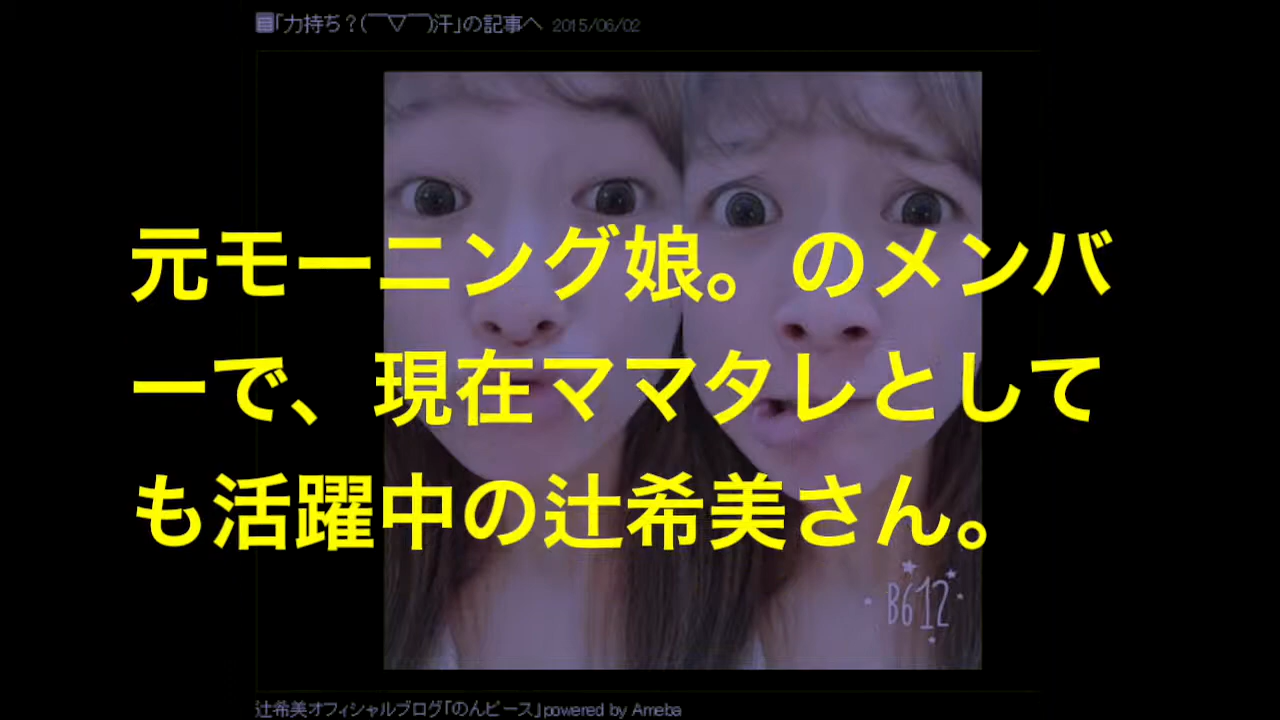 「力持ち？(￣▽￣)汗」の記事へ 2015/06/02
元モーニング娘。のメンバ
ーで、現在ママタレとして
も活躍中の辻希美さん。
B612
辻希美オフィシャルブログ「のんピース」powered by Ameba